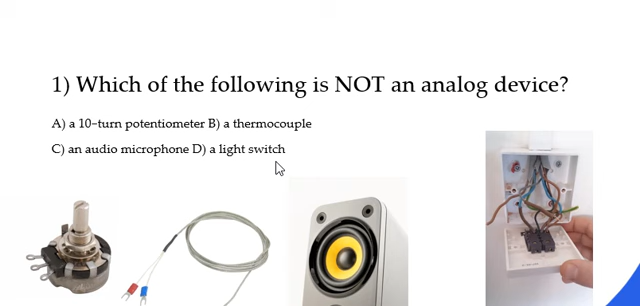 1) Which of the following is NOT an analog device?
A) a 10-turn potentiometer B) a thermocouple
C) an audio microphone D) a light switch